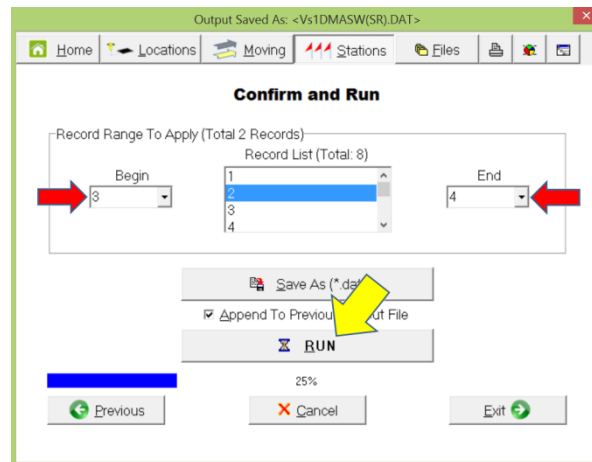 Output Saved As: <Vs1DMASW(SR).DAT>
Home Locations Moving Stations Files
Confirm and Run
Record Range To Apply (Total 2 Records)
Record List (Total: 8)
Begin End
1
2
3
4
3 4
Save As (*.da
Append To Previou ut File
RUN
25%
Previous Cancel Exit